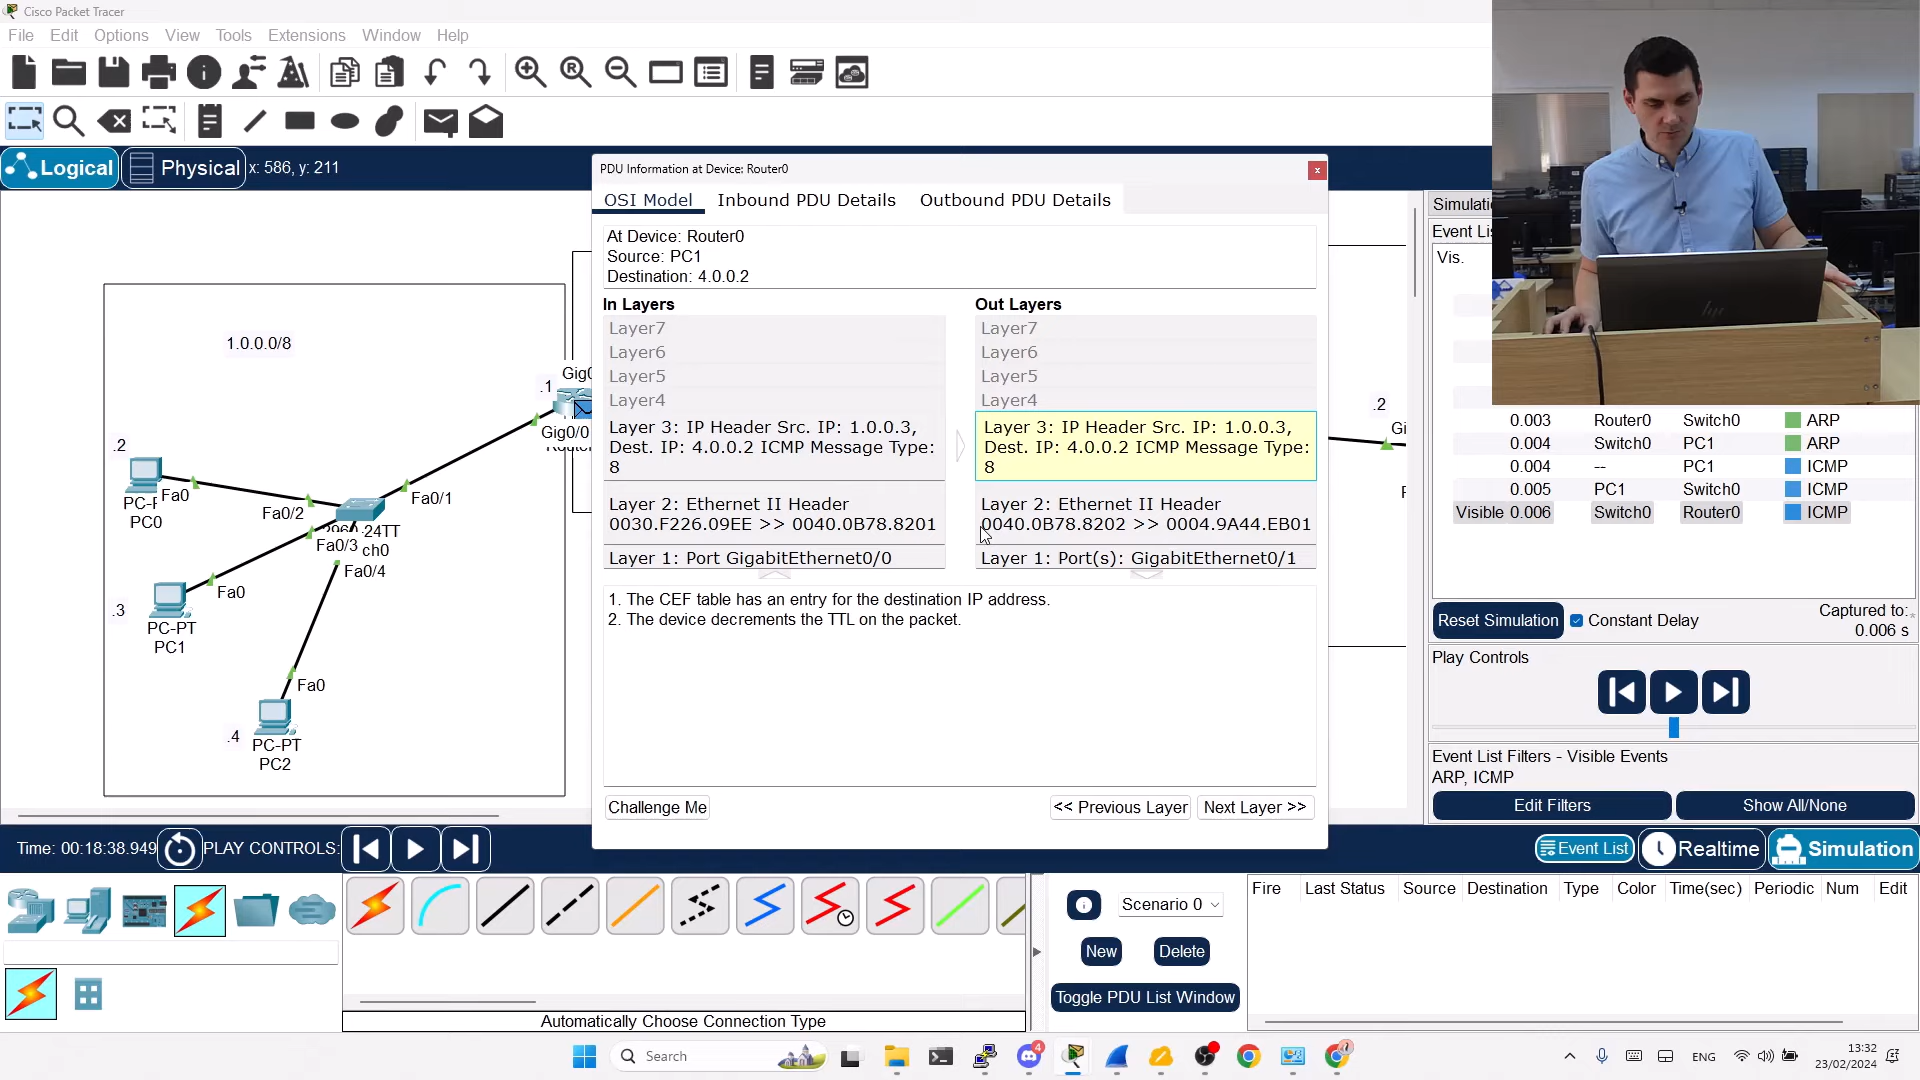 Cisco Packet Tracer
File Edit Options View Tools Extensions Window Help
Logical Physical x: 586, y: 211
PDU Information at Device: Router0
x
OSI Model Inbound PDU Details Outbound PDU Details
At Device: Router0
Source: PC1
Destination: 4.0.0.2
In Layers
Layer7
Layer6
Layer5
Layer4
Layer 3: IP Header Src. IP: 1.0.0.3,
Dest. IP: 4.0.0.2 ICMP Message Type:
8
Layer 2: Ethernet II Header
0030.F226.09EE >> 0040.0B78.8201
Layer 1: Port GigabitEthernet0/0
Out Layers
Layer7
Layer6
Layer5
Layer4
Layer 3: IP Header Src. IP: 1.0.0.3,
Dest. IP: 4.0.0.2 ICMP Message Type:
8
Layer 2: Ethernet II Header
0040.0B78.8202 >> 0004.9A44.EB01
Layer 1: Port(s): GigabitEthernet0/1
1. The CEF table has an entry for the destination IP address.
2. The device decrements the TTL on the packet.
Challenge Me << Previous Layer Next Layer >>
1.0.0.0/8
.1
Gig0/0
.2
Fa0
PC0
Fa0/1
Fa0/2
Fa0/3
Fa0/4
.3
Fa0
PC-PT
PC1
.4
Fa0
PC-PT
PC2
.2
Event List
Vis.
0.003 Router0 Switch0 ARP
0.004 Switch0 PC1 ARP
0.004 -- PC1 ICMP
0.005 PC1 Switch0 ICMP
Visible 0.006 Switch0 Router0 ICMP
Reset Simulation Constant Delay Captured to:
0.006 s
Play Controls
Event List Filters - Visible Events
ARP, ICMP
Edit Filters Show All/None
Time: 00:18:38.949 PLAY CONTROLS:
Event List Realtime Simulation
Automatically Choose Connection Type
Scenario 0
New Delete
Toggle PDU List Window
Fire Last Status Source Destination Type Color Time(sec) Periodic Num Edit
Search
4
ENG
13:32
23/02/2024